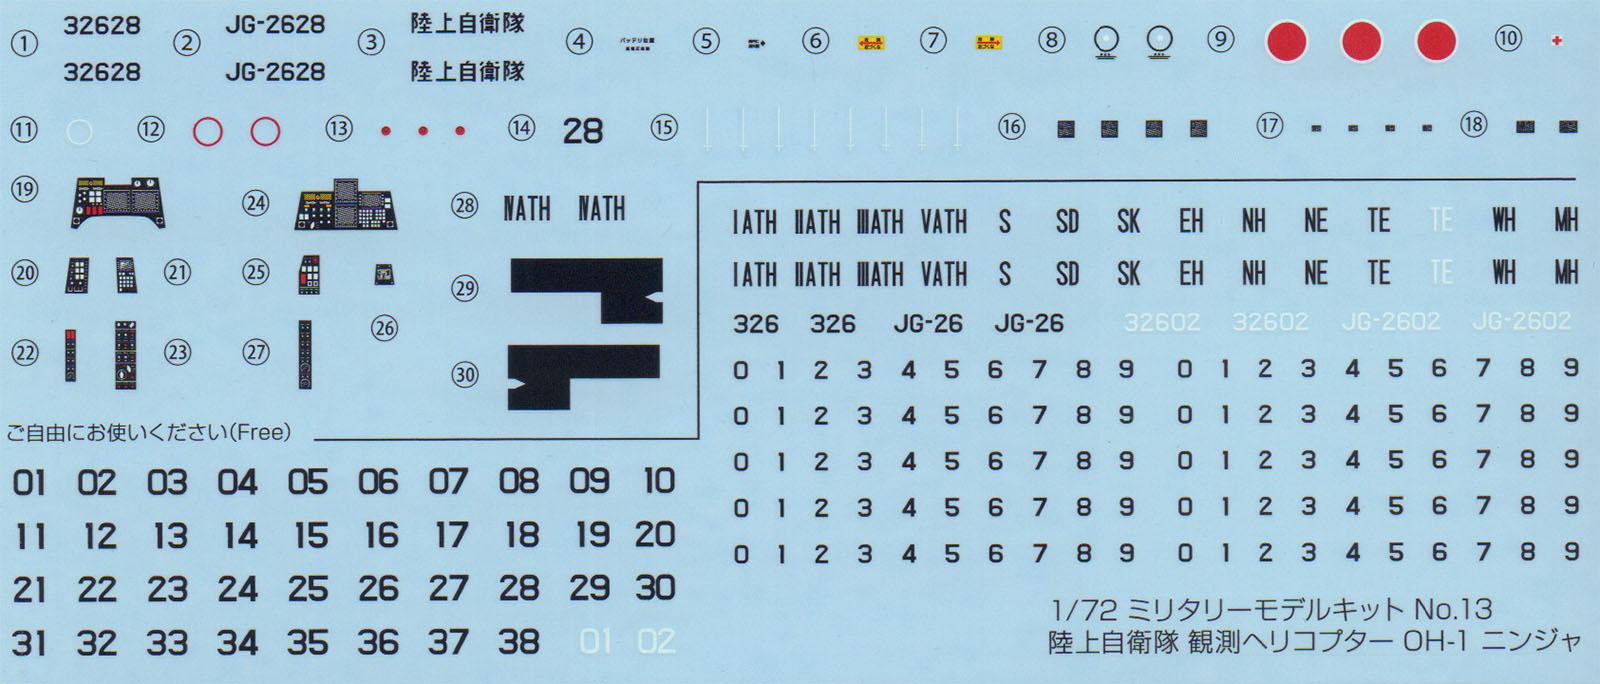 ① 32628 ② JG-2628 ③ 陸上自衛隊 ④ ⑤ ⑥ ⑦ ⑧ ⑨ ⑩
32628 JG-2628 陸上自衛隊
⑪ ⑫ ⑬ ⑭ 28 ⑮ ⑯ ⑰ ⑱
⑲ ㉔ ㉘ ⅣATH ⅣATH
⑳ ㉑ ㉕ ㉙
㉖
㉒ ㉓ ㉗ ㉚
ⅠATH ⅡATH ⅢATH VATH S SD SK EH NH NE TE TE WH MH
ⅠATH ⅡATH ⅢATH VATH S SD SK EH NH NE TE TE WH MH
326 326 JG-26 JG-26 32602 32602 JG-2602 JG-2602
0 1 2 3 4 5 6 7 8 9 0 1 2 3 4 5 6 7 8 9
0 1 2 3 4 5 6 7 8 9 0 1 2 3 4 5 6 7 8 9
0 1 2 3 4 5 6 7 8 9 0 1 2 3 4 5 6 7 8 9
0 1 2 3 4 5 6 7 8 9 0 1 2 3 4 5 6 7 8 9
0 1 2 3 4 5 6 7 8 9 0 1 2 3 4 5 6 7 8 9
ご自由にお使いください(Free)
01 02 03 04 05 06 07 08 09 10
11 12 13 14 15 16 17 18 19 20
21 22 23 24 25 26 27 28 29 30
31 32 33 34 35 36 37 38 01 02
1/72 ミリタリーモデルキット No.13
陸上自衛隊 観測ヘリコプター OH-1 ニンジャ